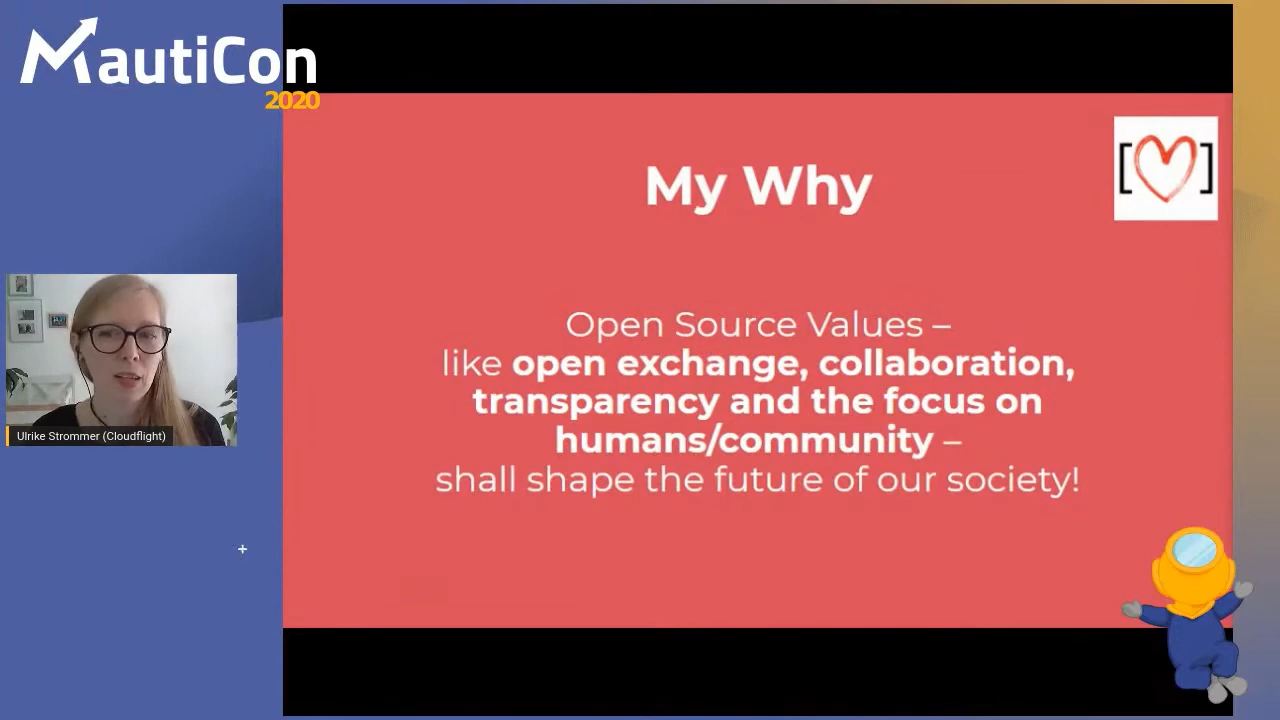 MautiCon
2020
My Why
Open Source Values –
like open exchange, collaboration,
transparency and the focus on
humans/community –
shall shape the future of our society!
Ulrike Strommer (Cloudflight)